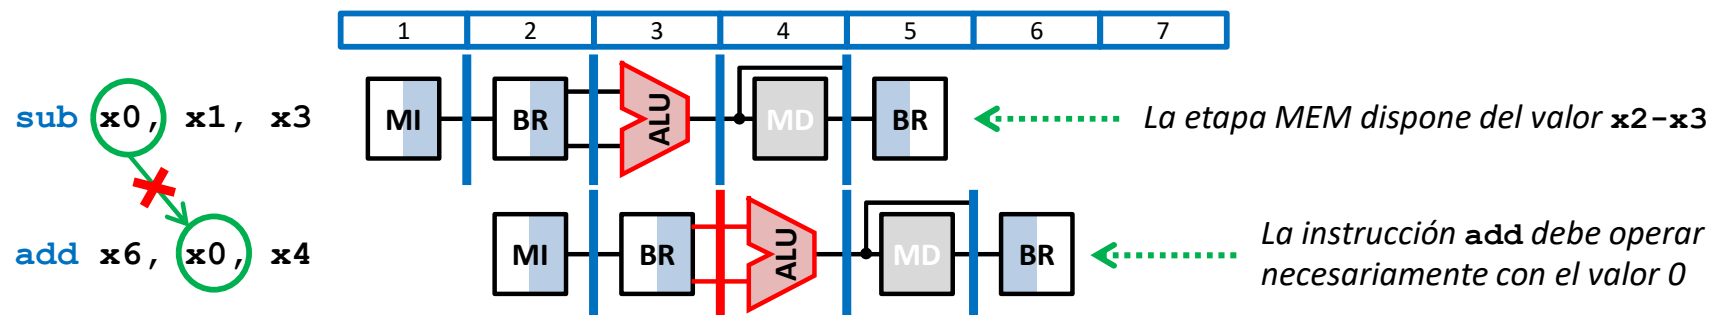 1 2 3 4 5 6 7
sub x0, x1, x3 MI BR ALU MD BR La etapa MEM dispone del valor x2-x3
add x6, x0, x4 MI BR ALU MD BR La instrucción add debe operar
necesariamente con el valor 0